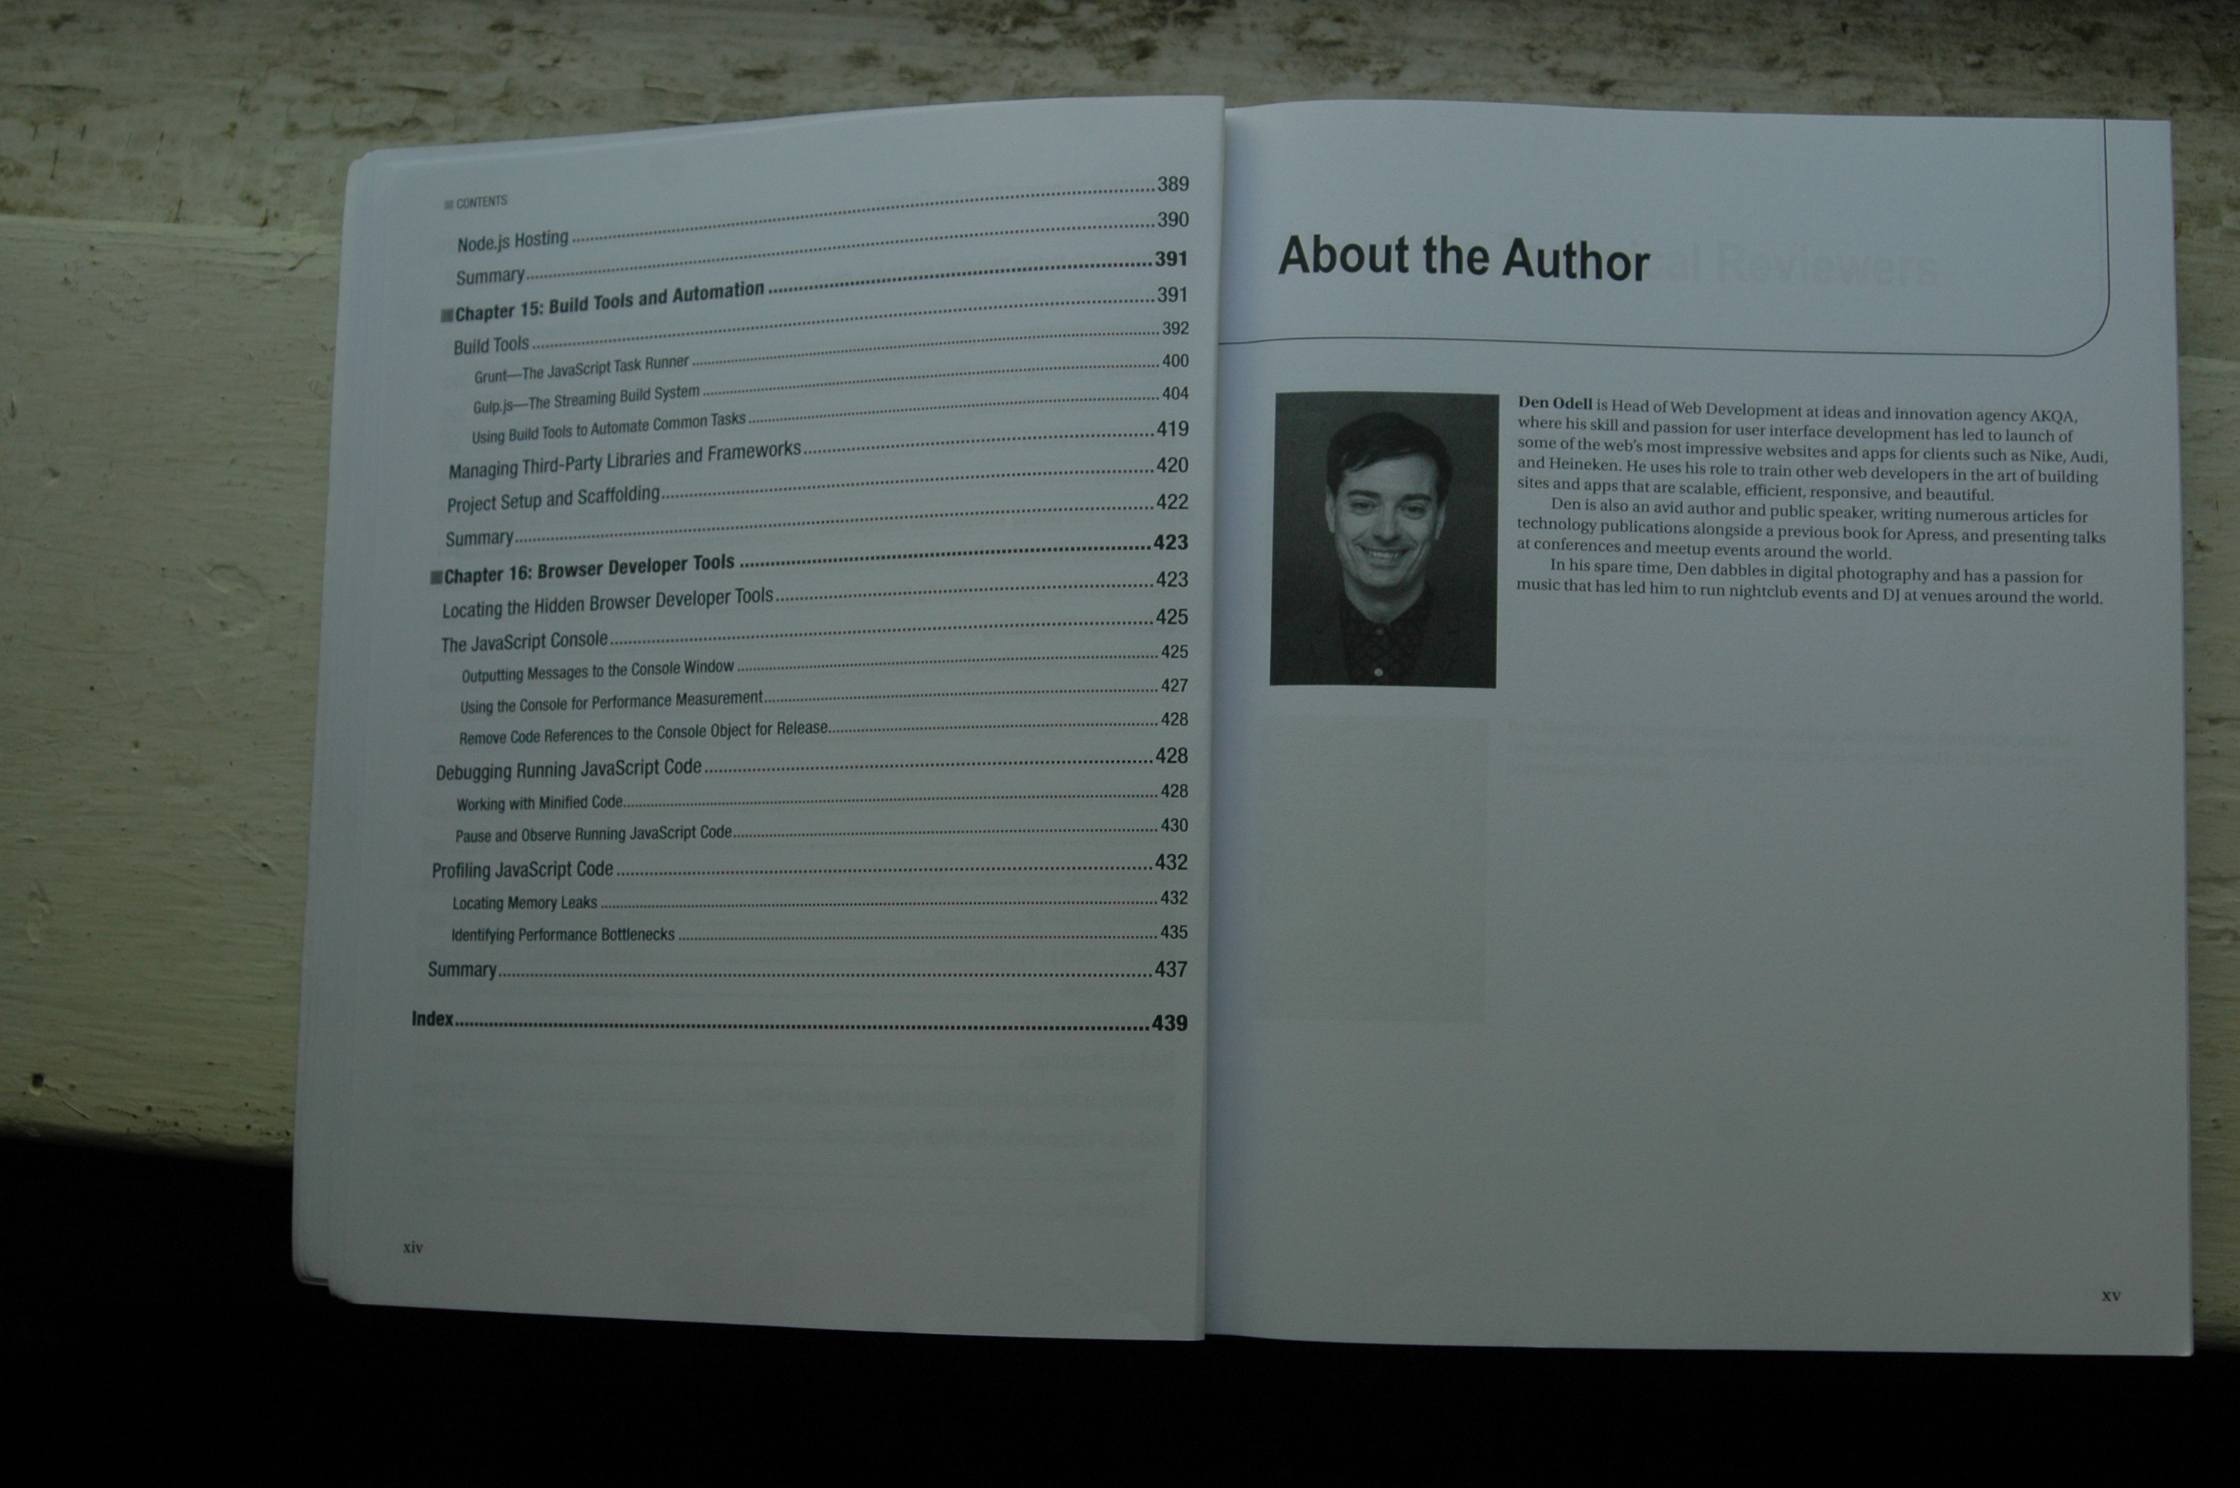 CONTENTS
Node.js Hosting ... 389
Summary ... 390
Chapter 15: Build Tools and Automation ... 391
Build Tools ... 391
Grunt—The JavaScript Task Runner ... 392
Gulp.js—The Streaming Build System ... 400
Using Build Tools to Automate Common Tasks ... 404
Managing Third-Party Libraries and Frameworks ... 419
Project Setup and Scaffolding ... 420
Summary ... 422
Chapter 16: Browser Developer Tools ... 423
Locating the Hidden Browser Developer Tools ... 423
The JavaScript Console ... 425
Outputting Messages to the Console Window ... 425
Using the Console for Performance Measurement ... 427
Remove Code References to the Console Object for Release ... 428
Debugging Running JavaScript Code ... 428
Working with Minified Code ... 428
Pause and Observe Running JavaScript Code ... 430
Profiling JavaScript Code ... 432
Locating Memory Leaks ... 432
Identifying Performance Bottlenecks ... 435
Summary ... 437
Index ... 439
xiv
About the Author
Den Odell is Head of Web Development at ideas and innovation agency AKQA,
where his skill and passion for user interface development has led to launch of
some of the web's most impressive websites and apps for clients such as Nike, Audi,
and Heineken. He uses his role to train other web developers in the art of building
sites and apps that are scalable, efficient, responsive, and beautiful.
Den is also an avid author and public speaker, writing numerous articles for
technology publications alongside a previous book for Apress, and presenting talks
at conferences and meetup events around the world.
In his spare time, Den dabbles in digital photography and has a passion for
music that has led him to run nightclub events and DJ at venues around the world.
xv